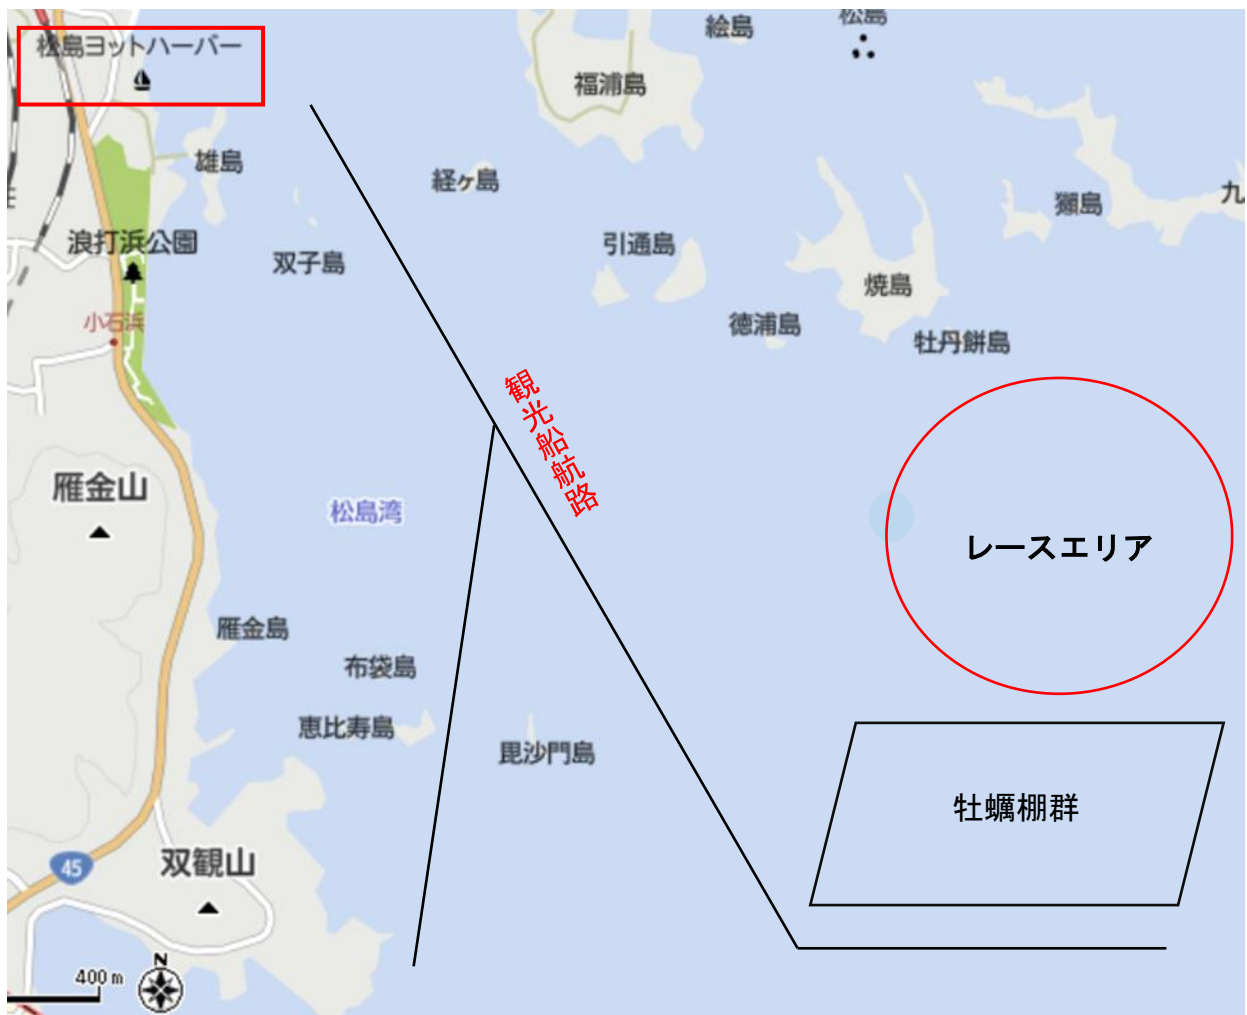 松島
絵島
松島ヨットハーバー
福浦島
雄島
経ヶ島
獺島
九
浪打浜公園
双子島
引通島
焼島
小石浜
徳浦島
牡丹餅島
観光船航路
雁金山
松島湾
レースエリア
雁金島
布袋島
恵比寿島
毘沙門島
牡蠣棚群
双観山
45
N
400 m